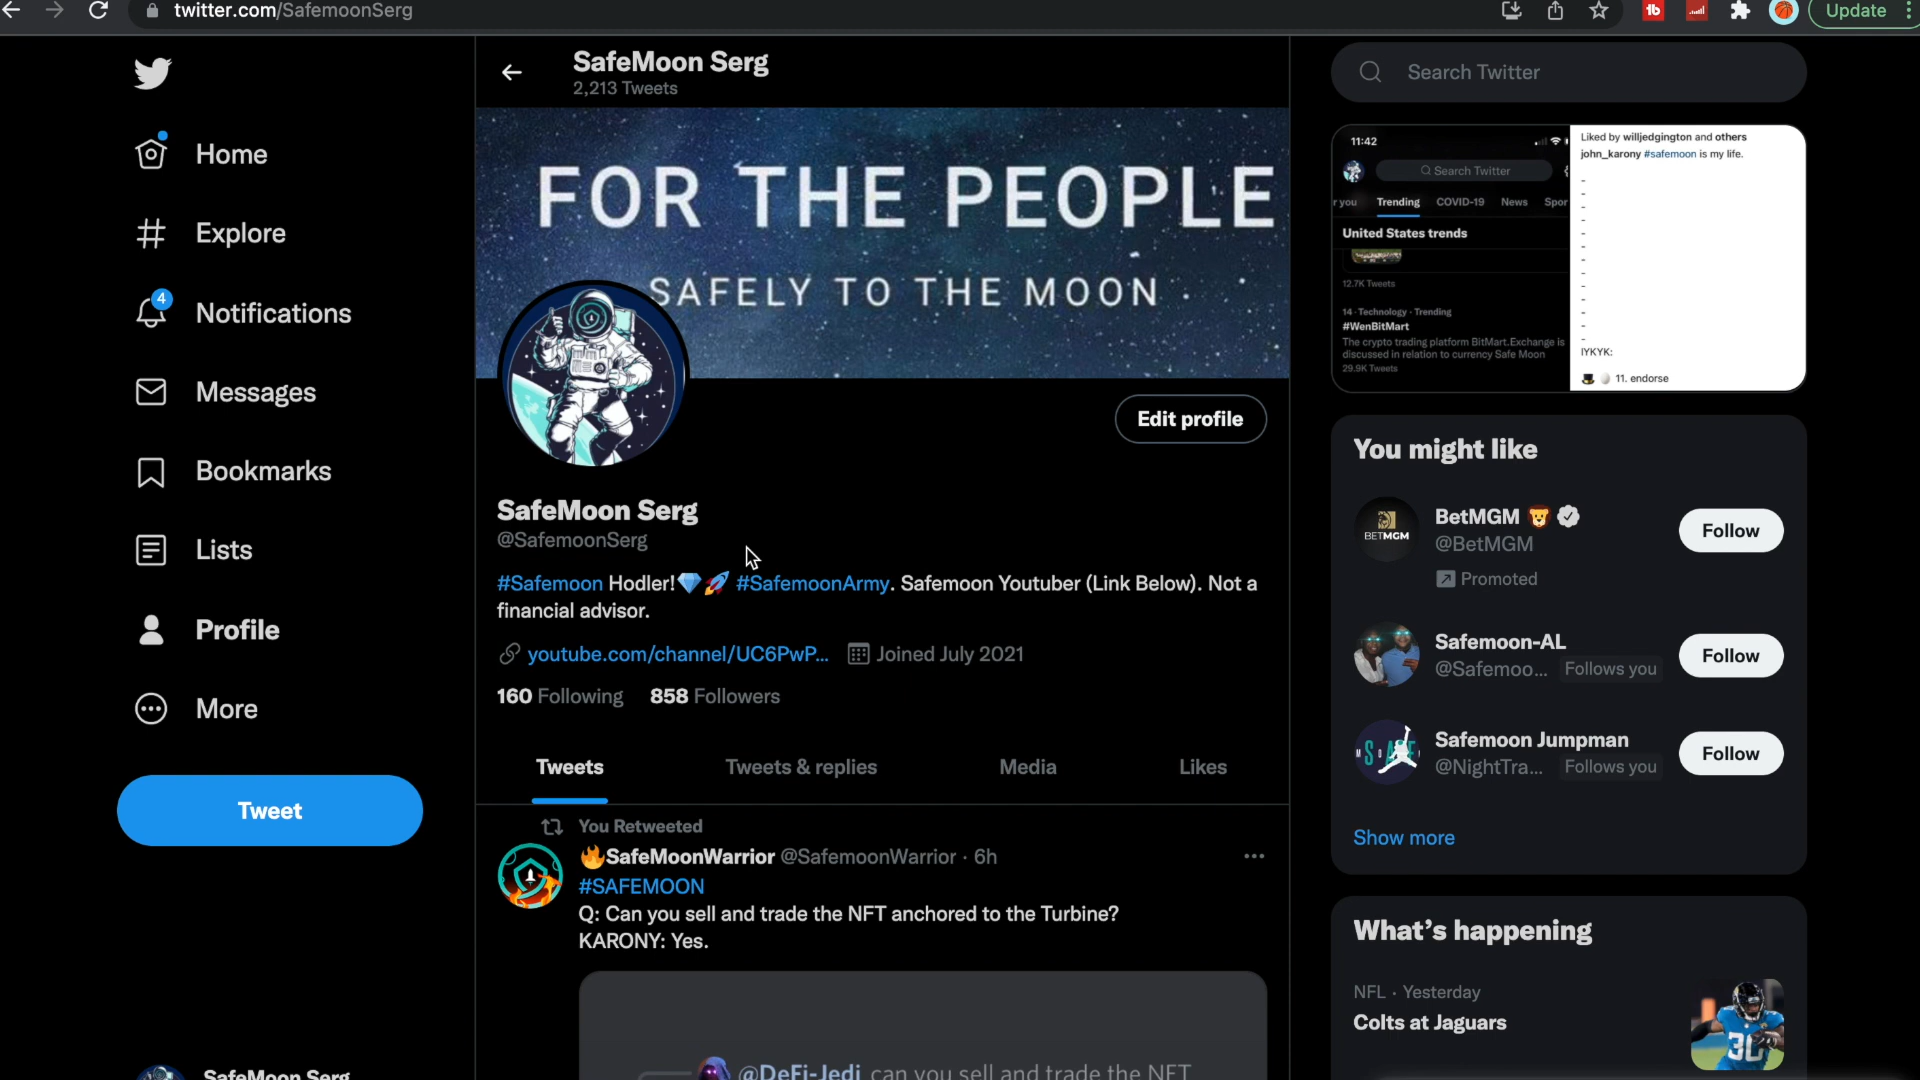 twitter.com/SafemoonSerg
Update
Home
Explore
4
Notifications
Messages
Bookmarks
Lists
Profile
More
Tweet
SafeMoon Serg
SafeMoon Serg
2,213 Tweets
FOR THE PEOPLE
SAFELY TO THE MOON
Edit profile
SafeMoon Serg
@SafemoonSerg
#Safemoon Hodler!💎🚀 #SafemoonArmy. Safemoon Youtuber (Link Below). Not a
financial advisor.
youtube.com/channel/UC6PwP... Joined July 2021
160 Following 858 Followers
Tweets Tweets & replies Media Likes
You Retweeted
🔥SafeMoonWarrior @SafemoonWarrior · 6h
#SAFEMOON
Q: Can you sell and trade the NFT anchored to the Turbine?
KARONY: Yes.
@DeFi-Jedi can you sell and trade the NFT
Search Twitter
11:42
Search Twitter
r you Trending COVID-19 News Spor
United States trends
12.7K Tweets
14 · Technology · Trending
#WenBitMart
The crypto trading platform BitMart.Exchange is
discussed in relation to currency Safe Moon
29.9K Tweets
Liked by willjedgington and others
john_karony #safemoon is my life.
-
-
-
-
-
-
-
-
-
-
-
-
-
IYKYK:
🎩🥚 11. endorse
You might like
BETMGM
BetMGM 🦁
@BetMGM
Promoted
Follow
Safemoon-AL
@Safemoo... Follows you
Follow
Safemoon Jumpman
@NightTra... Follows you
Follow
Show more
What's happening
NFL · Yesterday
Colts at Jaguars
30